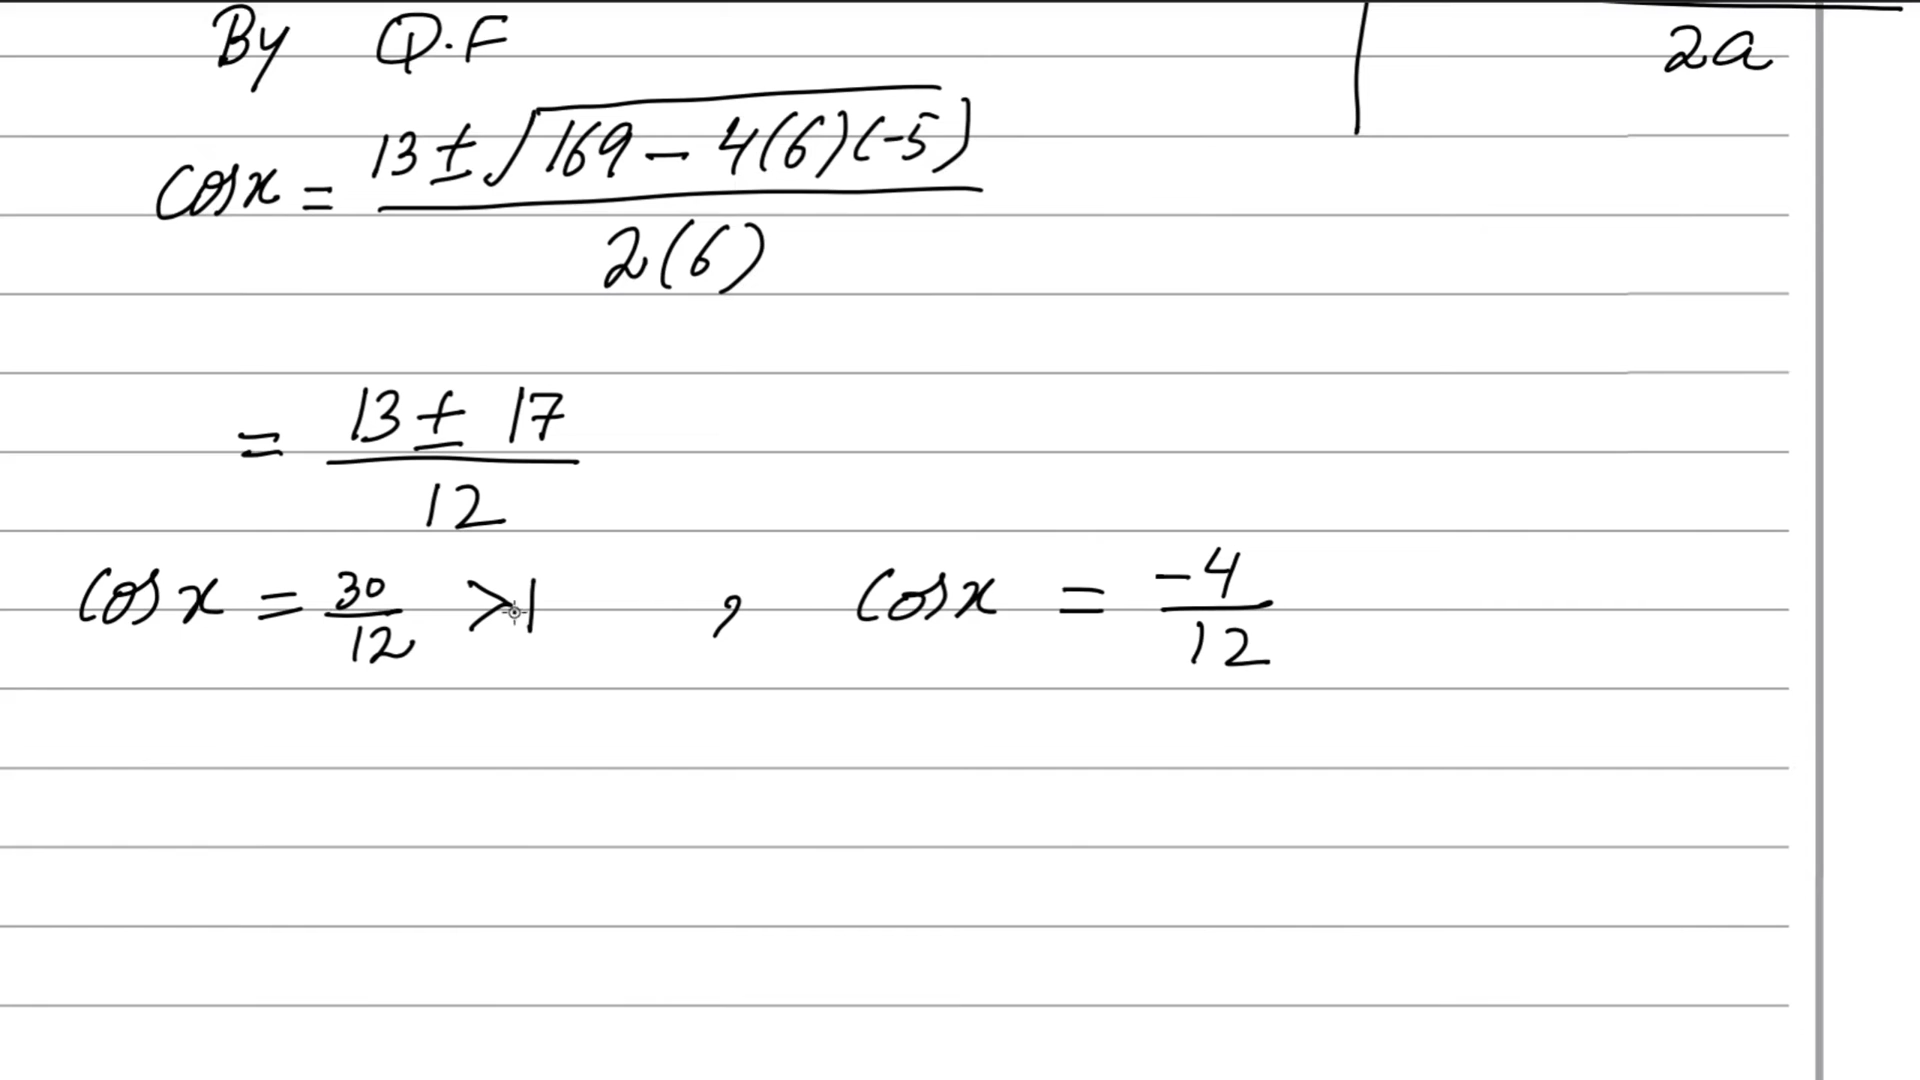 By Q.F
2a
cos x = 13 ± √169 - 4(6)(-5) / 2(6)
= 13 ± 17 / 12
cos x = 30/12 >1 , cos x = -4/12